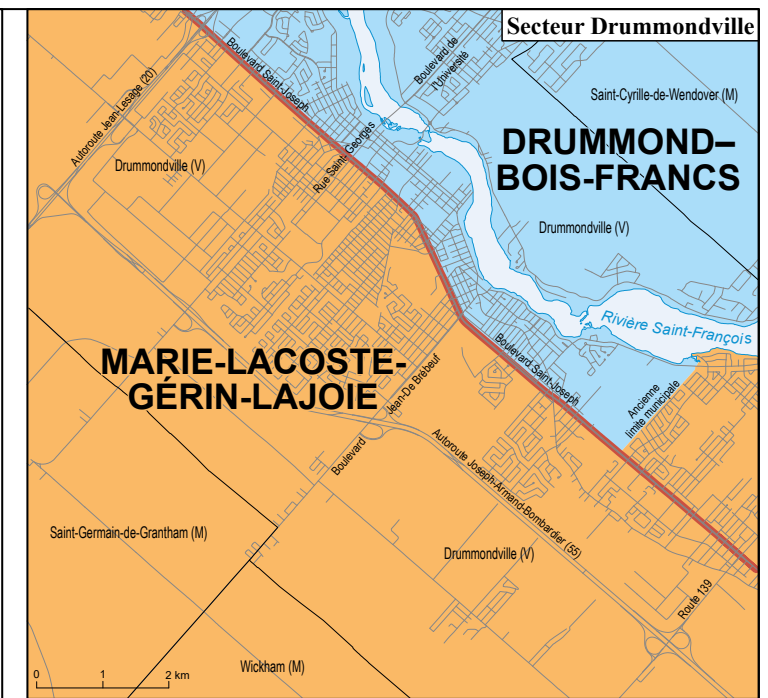 Secteur Drummondville
Boulevard Saint-Joseph
Boulevard de
l'Université
Saint-Cyrille-de-Wendover (M)
Autoroute Jean-Lesage (20)
DRUMMOND–
BOIS-FRANCS
Drummondville (V)
Rue Saint-Georges
Drummondville (V)
Rivière Saint-François
MARIE-LACOSTE-
GÉRIN-LAJOIE
Boulevard Saint-Joseph
Ancienne
limite municipale
Boulevard Jean-De Brébeuf
Autoroute Joseph-Armand-Bombardier (55)
Saint-Germain-de-Grantham (M)
Drummondville (V)
Route 139
Wickham (M)
0 1 2 km